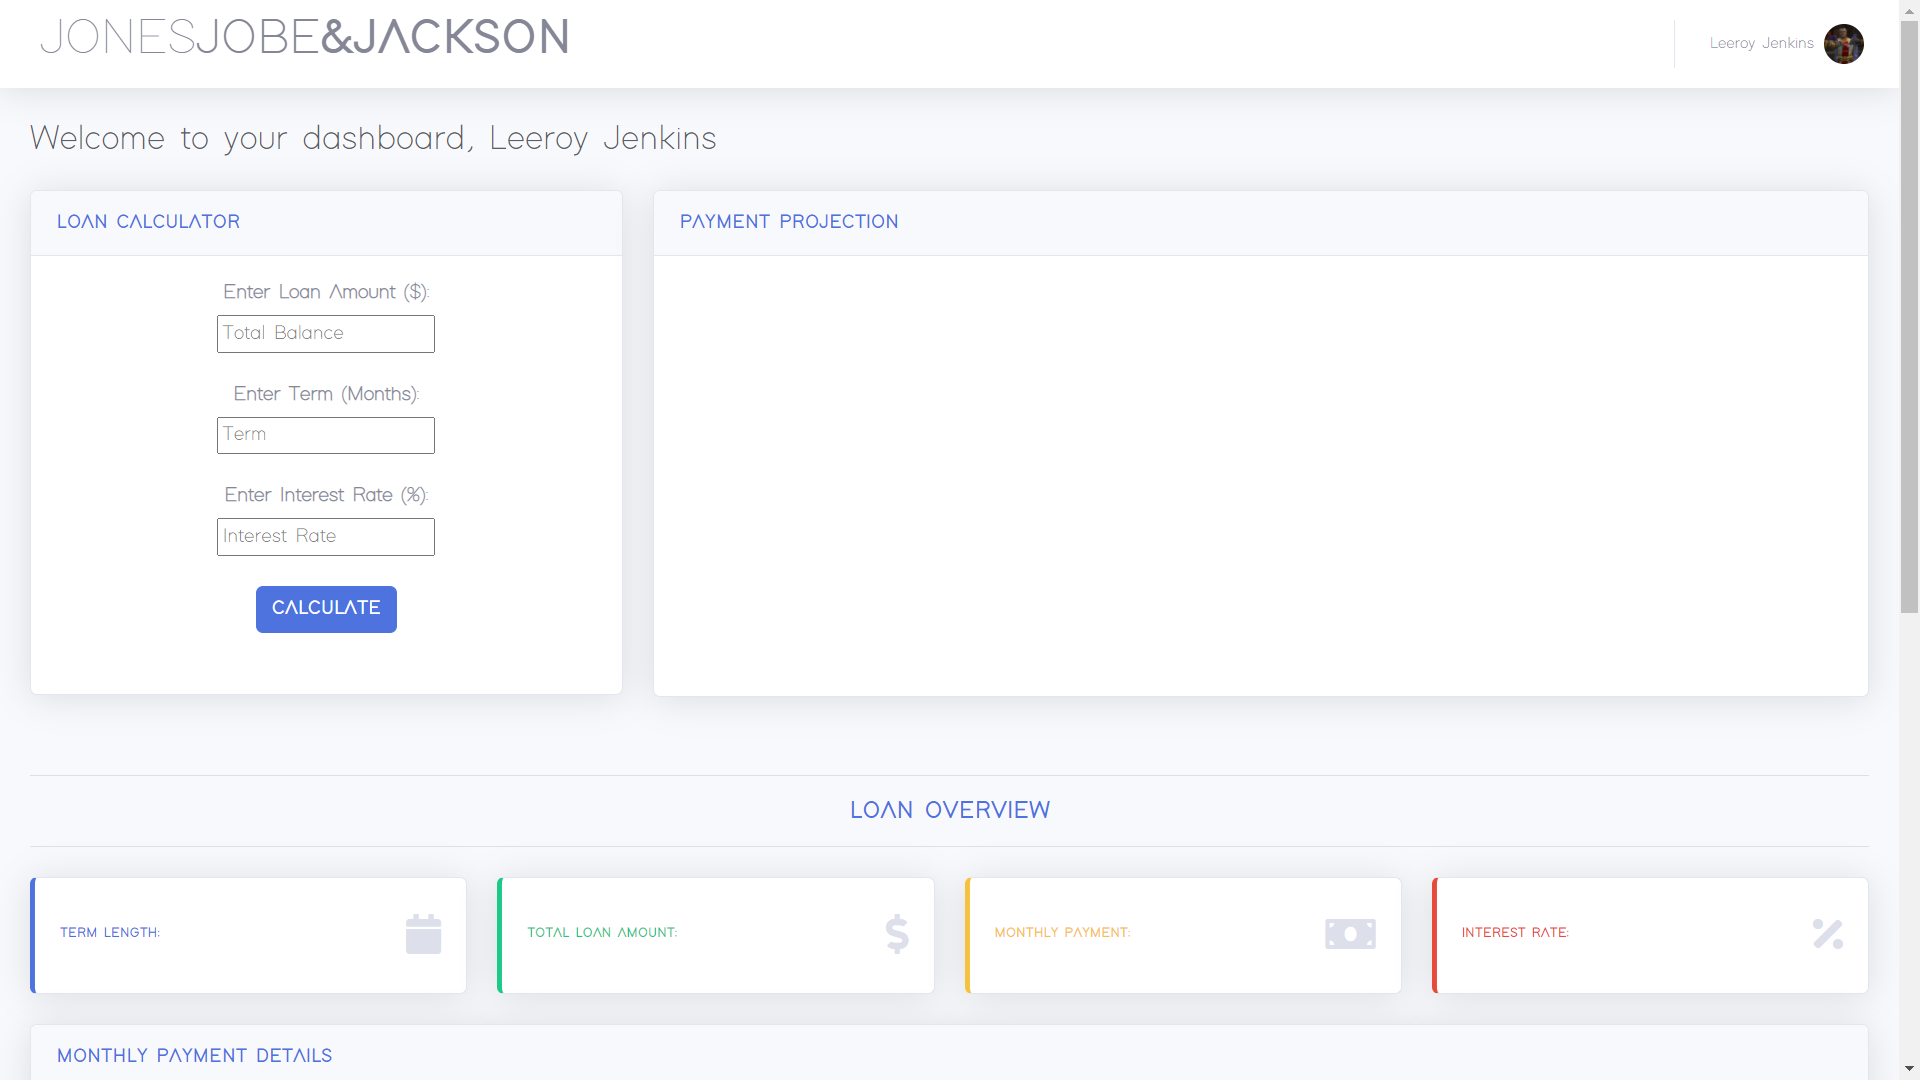 JONESJOBE&JACKSON
Leeroy Jenkins
Welcome to your dashboard, Leeroy Jenkins
LOAN CALCULATOR
Enter Loan Amount ($):
Total Balance
Enter Term (Months):
Term
Enter Interest Rate (%):
Interest Rate
CALCULATE
PAYMENT PROJECTION
LOAN OVERVIEW
TERM LENGTH:
TOTAL LOAN AMOUNT:
$
MONTHLY PAYMENT:
INTEREST RATE:
%
MONTHLY PAYMENT DETAILS